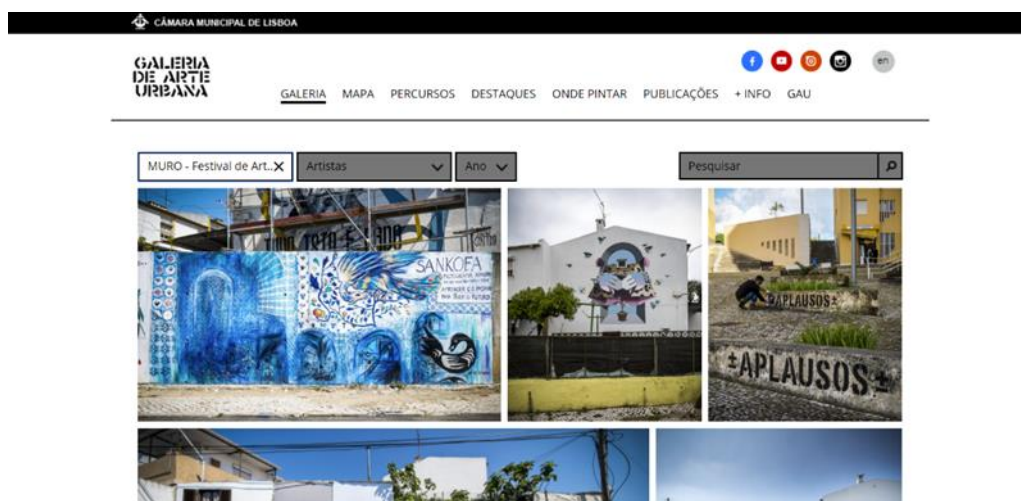 CÂMARA MUNICIPAL DE LISBOA
GALERIA
DE ARTE
URBANA
en
GALERIA MAPA PERCURSOS DESTAQUES ONDE PINTAR PUBLICAÇÕES + INFO GAU
MURO - Festival de Art.. Artistas Ano Pesquisar
SANKOFA
±APLAUSOS±
±APLAUSOS±